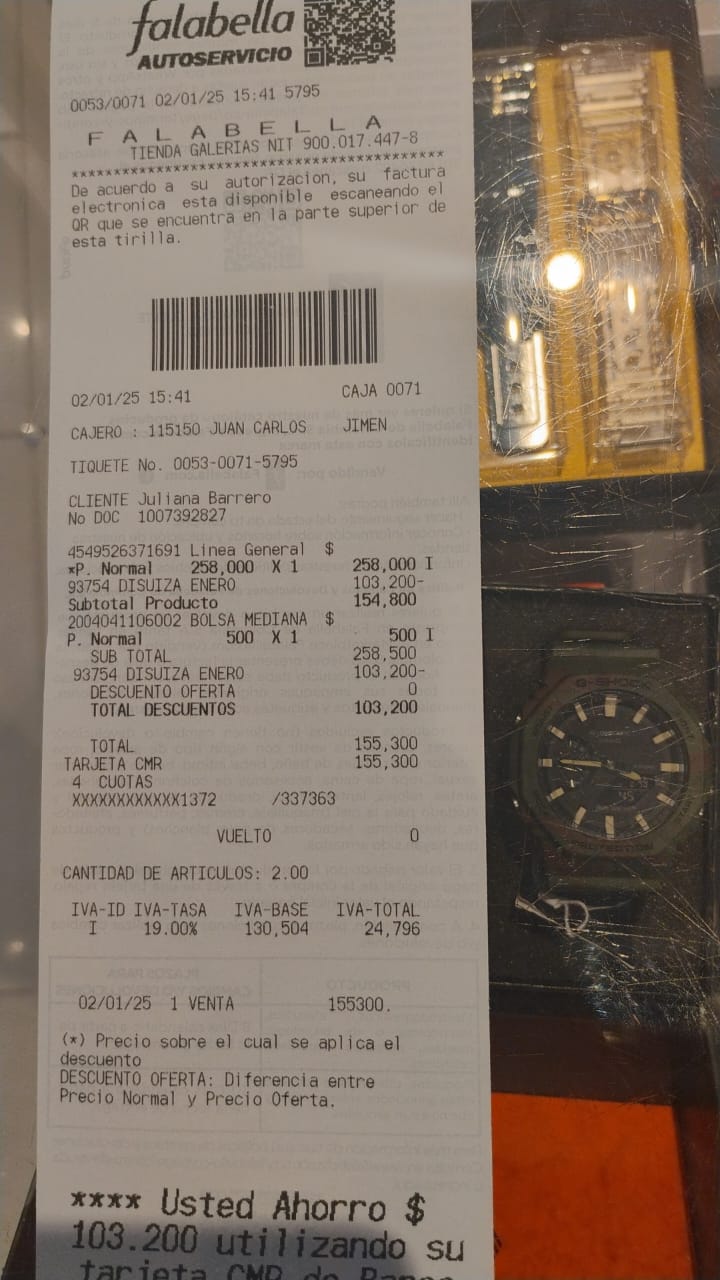 falabella
AUTOSERVICIO
0053/0071 02/01/25 15:41 5795
F A L A B E L L A
TIENDA GALERIAS NIT 900.017.447-8
******************************************
De acuerdo a su autorizacion, su factura
electronica esta disponible escaneando el
QR que se encuentra en la parte superior de
esta tirilla.
02/01/25 15:41 CAJA 0071
CAJERO : 115150 JUAN CARLOS JIMEN
TIQUETE No. 0053-0071-5795
CLIENTE Juliana Barrero
No DOC 1007392827
4549526371691 Linea General $
*P. Normal 258,000 X 1 258,000 I
93754 DISUIZA ENERO 103,200-
Subtotal Producto 154,800
2004041106002 BOLSA MEDIANA $
P. Normal 500 X 1 500 I
SUB TOTAL 258,500
93754 DISUIZA ENERO 103,200-
DESCUENTO OFERTA 0
TOTAL DESCUENTOS 103,200
TOTAL 155,300
TARJETA CMR 155,300
4 CUOTAS
XXXXXXXXXXXX1372 /337363
VUELTO 0
CANTIDAD DE ARTICULOS: 2.00
IVA-ID IVA-TASA IVA-BASE IVA-TOTAL
I 19.00% 130,504 24,796
02/01/25 1 VENTA 155300.
(*) Precio sobre el cual se aplica el
descuento
DESCUENTO OFERTA: Diferencia entre
Precio Normal y Precio Oferta.
**** Usted Ahorro $
103.200 utilizando su
tarjeta CMR de Banco
G-SHOCK
PROTECTION